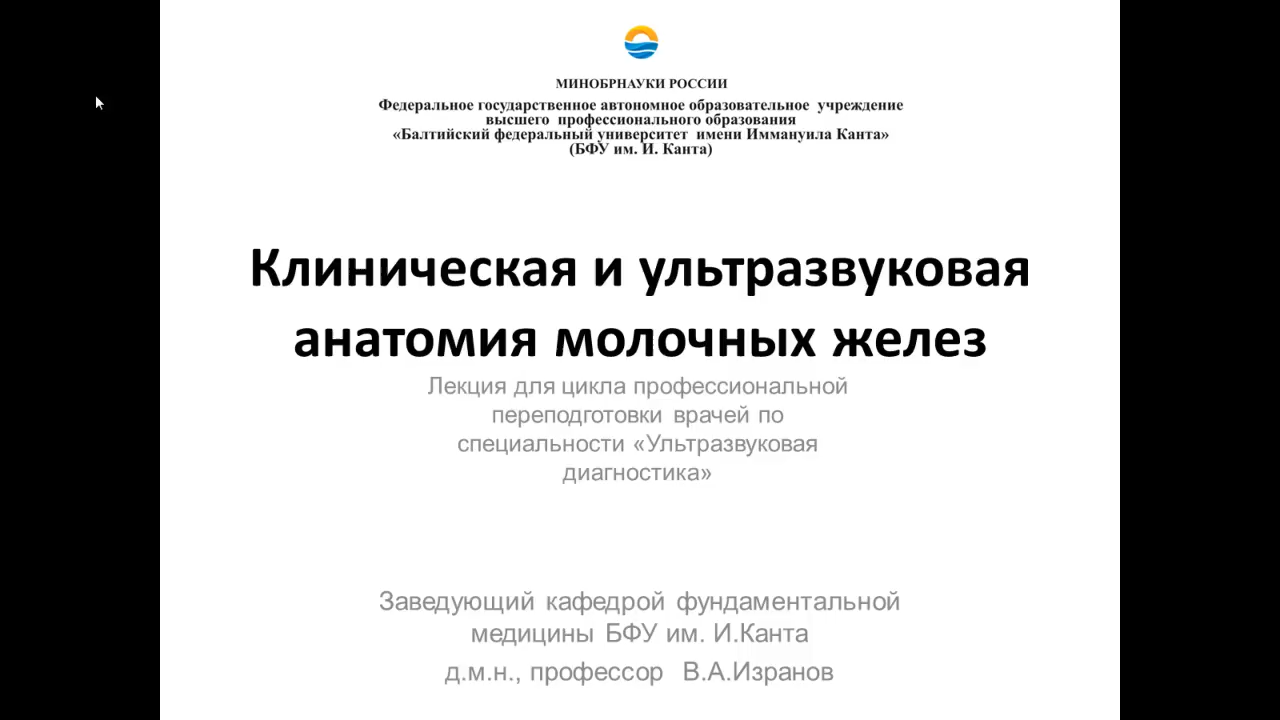 МИНОБРНАУКИ РОССИИ
Федеральное государственное автономное образовательное учреждение
высшего профессионального образования
«Балтийский федеральный университет имени Иммануила Канта»
(БФУ им. И. Канта)
Клиническая и ультразвуковая
анатомия молочных желез
Лекция для цикла профессиональной
переподготовки врачей по
специальности «Ультразвуковая
диагностика»
Заведующий кафедрой фундаментальной
медицины БФУ им. И.Канта
д.м.н., профессор В.А.Изранов